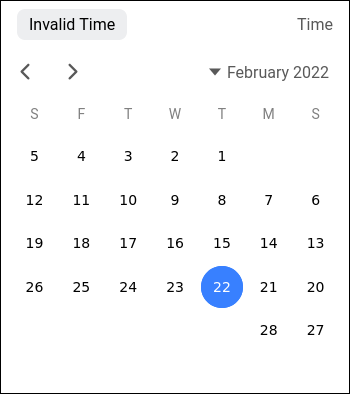 Invalid Time Time
February 2022
S F T W T M S
5 4 3 2 1
12 11 10 9 8 7 6
19 18 17 16 15 14 13
26 25 24 23 22 21 20
28 27